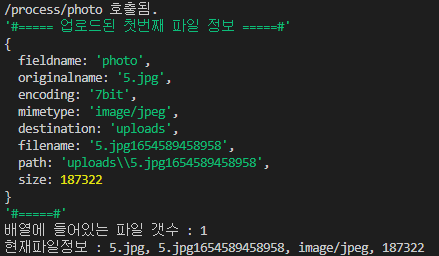 /process/photo 호출됨.
'#===== 업로드된 첫번째 파일 정보 =====#'
{
  fieldname: 'photo',
  originalname: '5.jpg',
  encoding: '7bit',
  mimetype: 'image/jpeg',
  destination: 'uploads',
  filename: '5.jpg1654589458958',
  path: 'uploads\\5.jpg1654589458958',
  size: 187322
}
'#=====#'
배열에 들어있는 파일 갯수 : 1
현재파일정보 : 5.jpg, 5.jpg1654589458958, image/jpeg, 187322